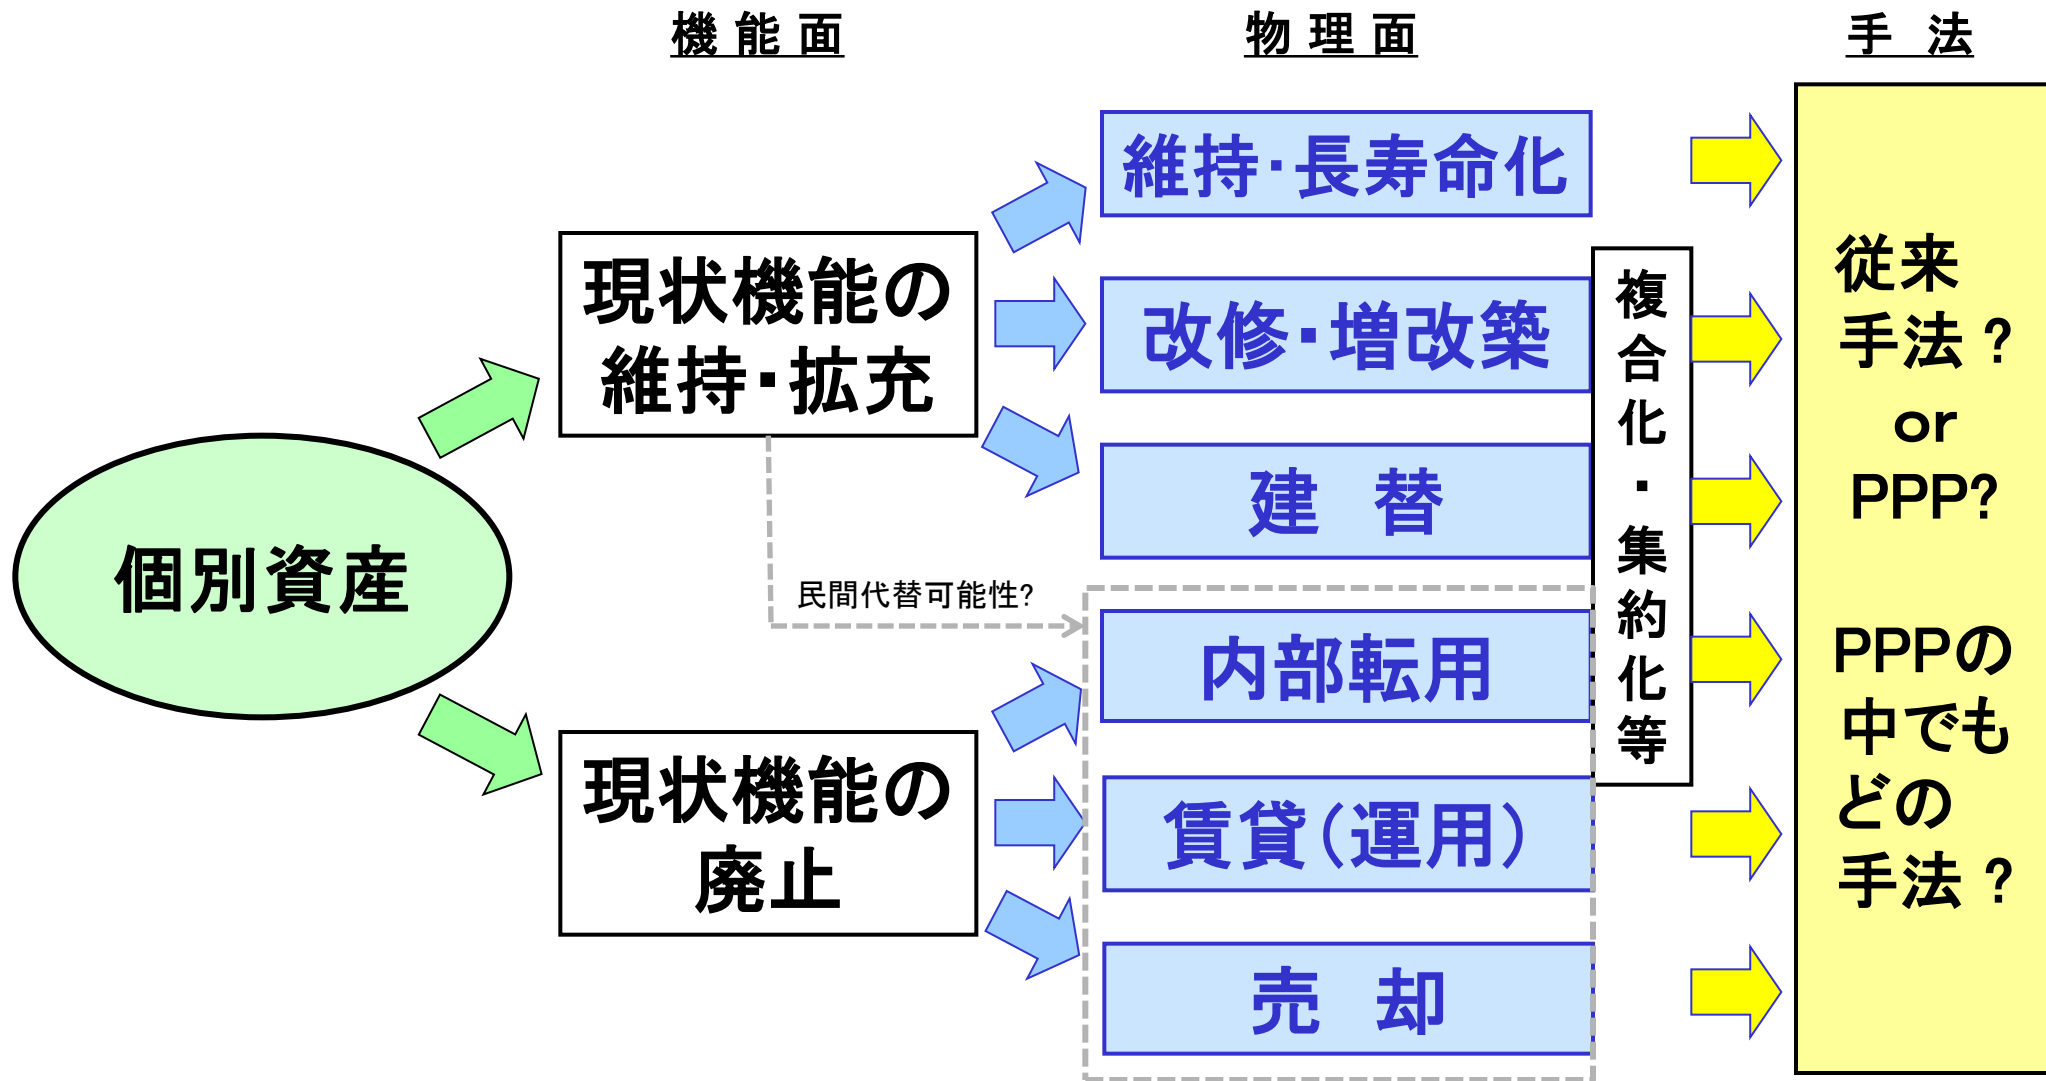 機能面
物理面
手 法
個別資産
現状機能の
維持・拡充
現状機能の
廃止
民間代替可能性?
維持・長寿命化
改修・増改築
建 替
内部転用
賃貸(運用)
売 却
複合化・集約化等
従来
手法?
or
PPP?
PPPの
中でも
どの
手法?